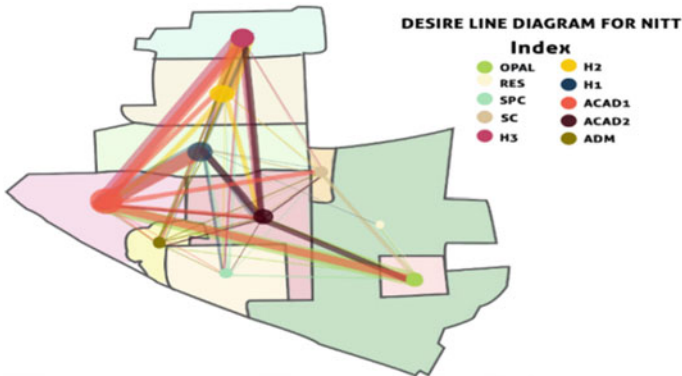 DESIRE LINE DIAGRAM FOR NITT
Index
OPAL
RES
SPC
SC
H3
H2
H1
ACAD1
ACAD2
ADM